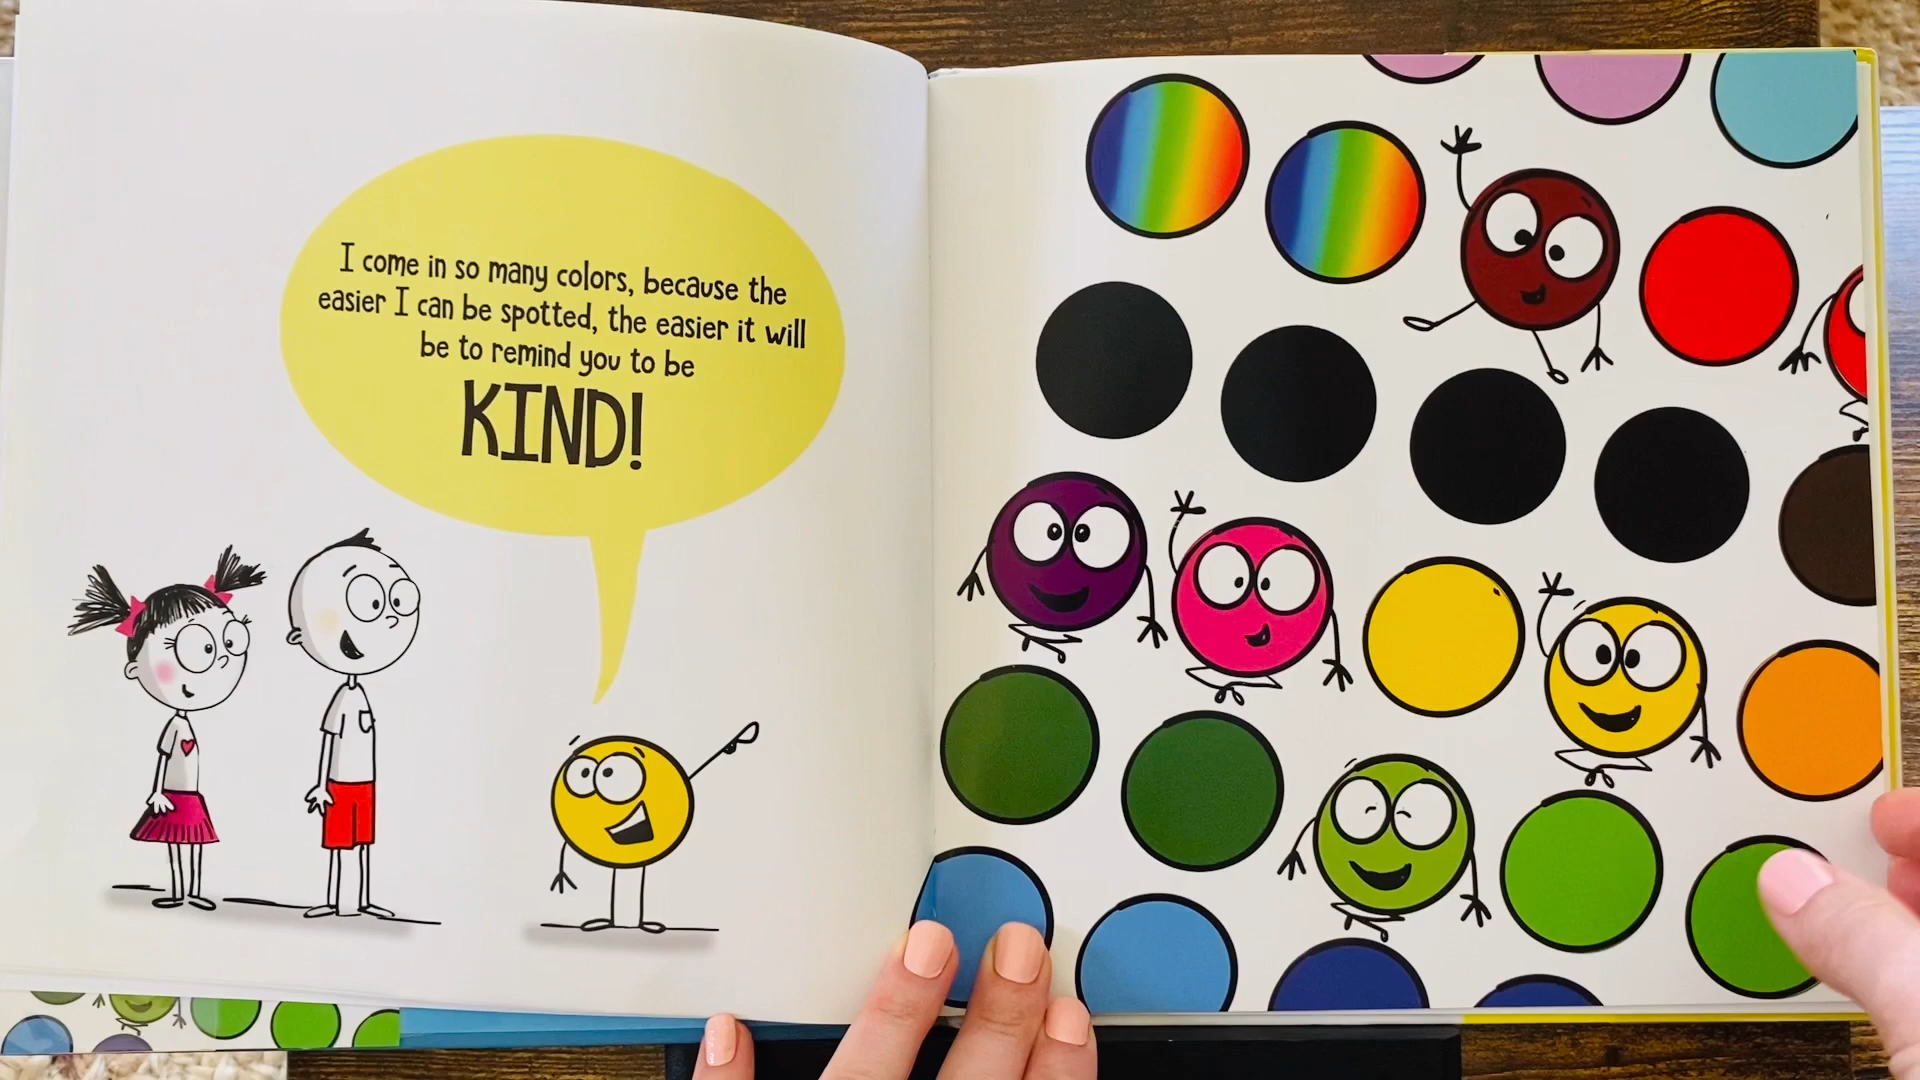 I come in so many colors, because the
easier I can be spotted, the easier it will
be to remind you to be
KIND!